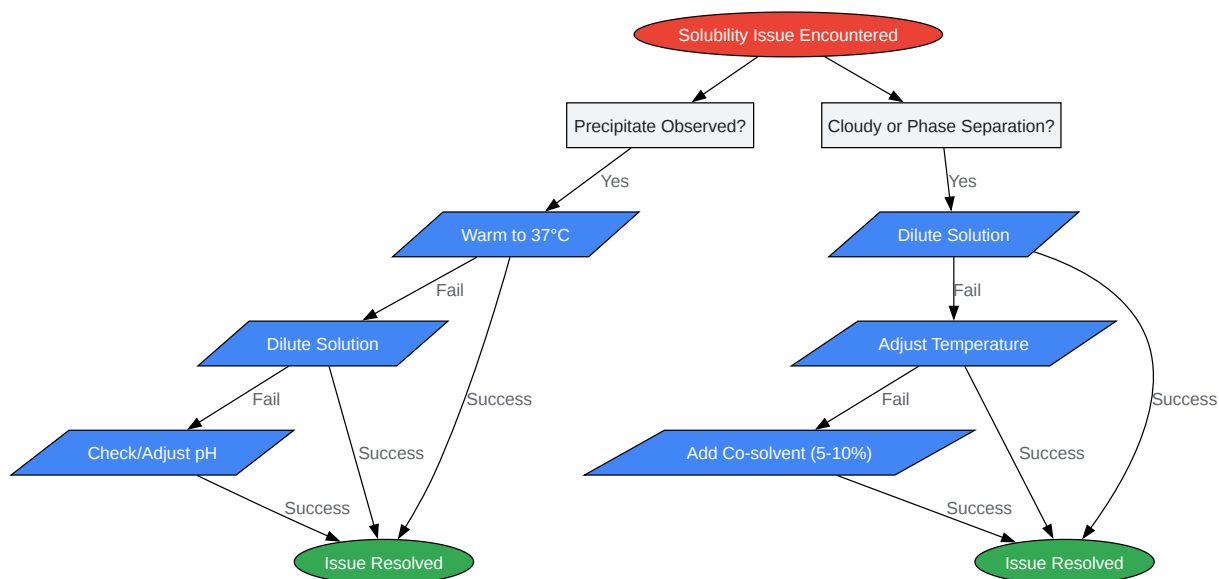 Solubility Issue Encountered
Precipitate Observed?
Cloudy or Phase Separation?
Yes
Yes
Warm to 37°C
Dilute Solution
Fail
Fail
Dilute Solution
Adjust Temperature
Fail
Success
Fail
Success
Check/Adjust pH
Success
Add Co-solvent (5-10%)
Success
Success
Success
Issue Resolved
Issue Resolved